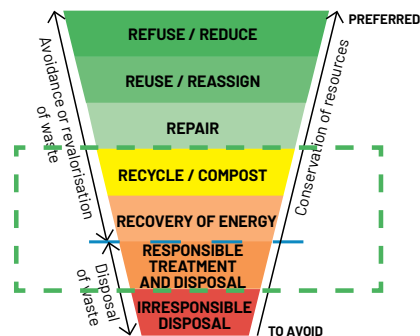 PREFERRED
REFUSE / REDUCE
REUSE / REASSIGN
REPAIR
RECYCLE / COMPOST
RECOVERY OF ENERGY
RESPONSIBLE
TREATMENT
AND DISPOSAL
IRRESPONSIBLE
DISPOSAL
TO AVOID
Avoidance or revalorisation
of waste
Disposal
of waste
Conservation of resources